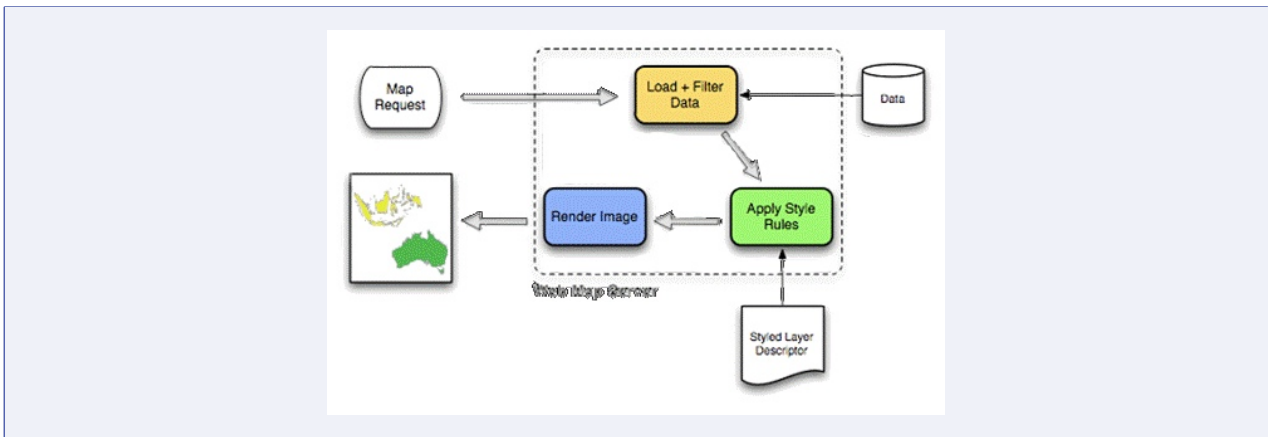 Map
Request
Load + Filter
Data
Data
Render Image
Apply Style
Rules
Web Map Server
Styled Layer
Descriptor